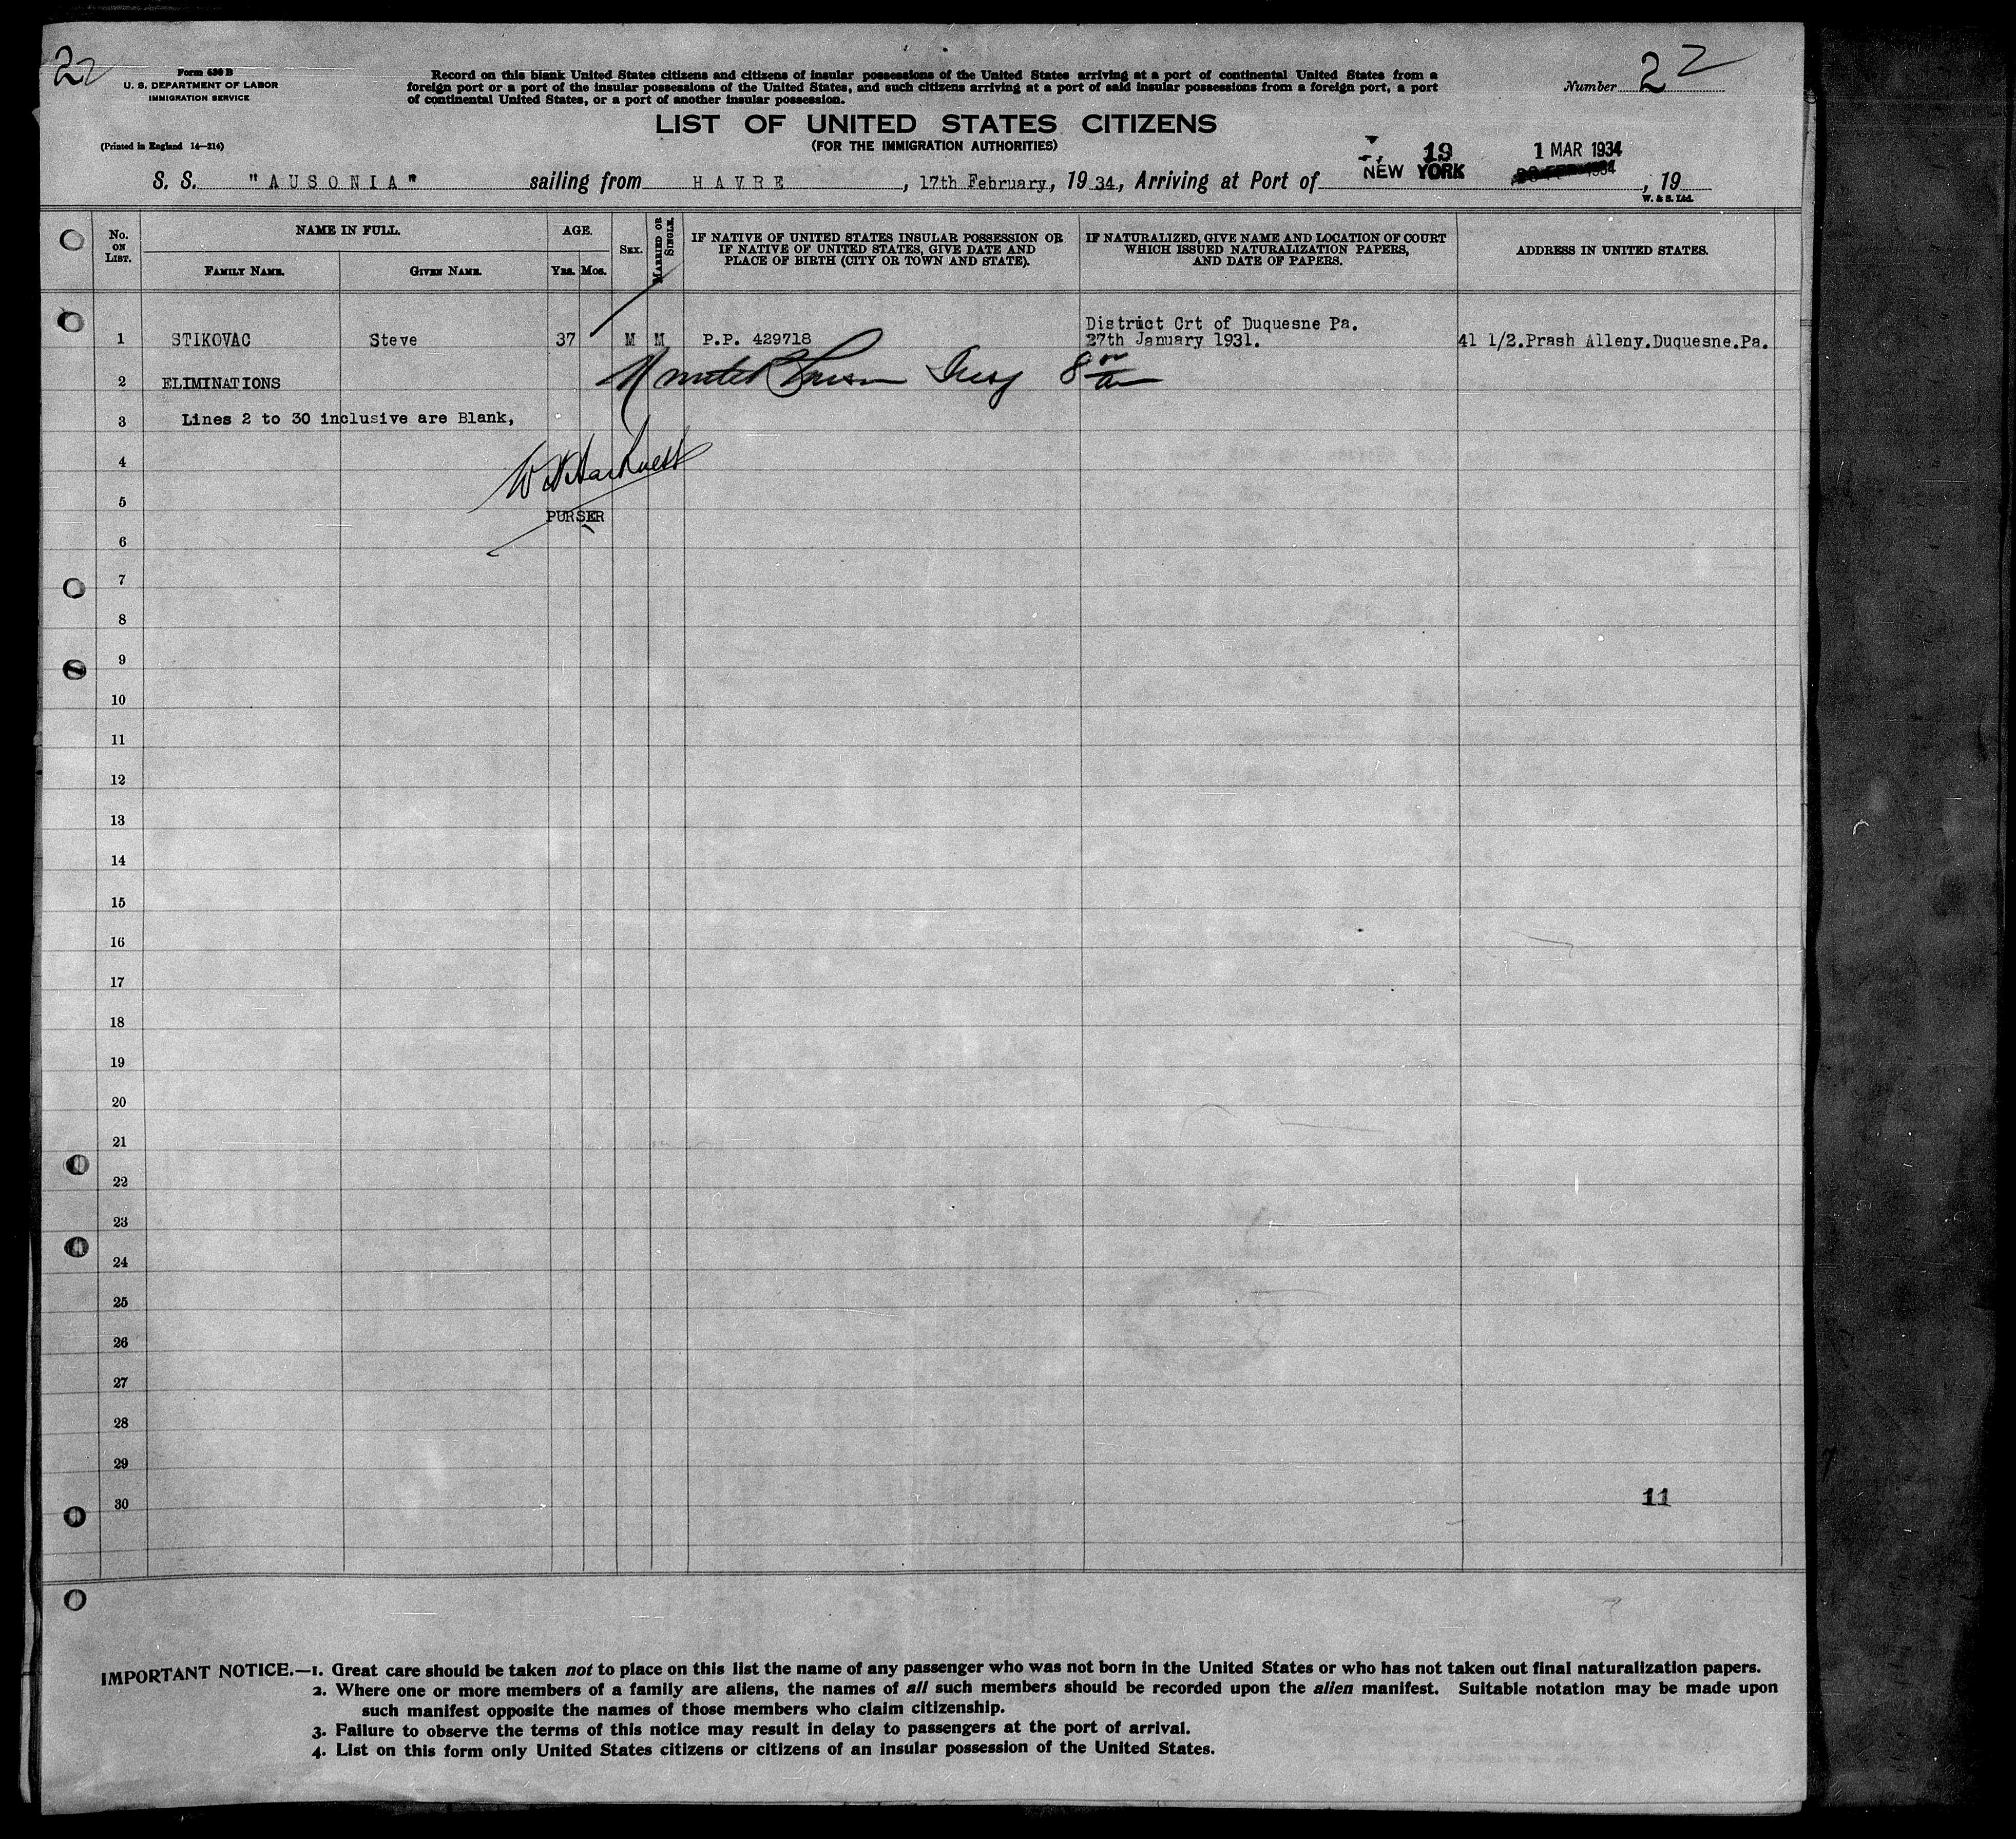 22
Form 630 B
U. S. DEPARTMENT OF LABOR
IMMIGRATION SERVICE
(Printed in England 14—214)
Record on this blank United States citizens and citizens of insular possessions of the United States arriving at a port of continental United States from a
foreign port or a port of the insular possessions of the United States, and such citizens arriving at a port of said insular possessions from a foreign port, a port
of continental United States, or a port of another insular possession.
Number 22
LIST OF UNITED STATES CITIZENS
(FOR THE IMMIGRATION AUTHORITIES)
S. S. "AUSONIA" sailing from HAVRE, 17th February, 1934, Arriving at Port of NEW YORK 1 MAR 1934, 19
19
W. & S. Ltd.
No. ON LIST.
NAME IN FULL.
FAMILY NAME. GIVEN NAME.
AGE.
YRS. MOS.
SEX.
MARRIED OR SINGLE.
IF NATIVE OF UNITED STATES INSULAR POSSESSION OR
IF NATIVE OF UNITED STATES, GIVE DATE AND
PLACE OF BIRTH (CITY OR TOWN AND STATE).
IF NATURALIZED, GIVE NAME AND LOCATION OF COURT
WHICH ISSUED NATURALIZATION PAPERS,
AND DATE OF PAPERS.
ADDRESS IN UNITED STATES.
District Crt of Duquesne Pa.
1 STIKOVAC Steve 37 M M P.P. 429718 27th January 1931. 41 1/2.Prash Alleny.Duquesne.Pa.
2 ELIMINATIONS
3 Lines 2 to 30 inclusive are Blank,
4
5
PURSER
6
7
8
9
10
11
12
13
14
15
16
17
18
19
20
21
22
23
24
25
26
27
28
29
30
11
IMPORTANT NOTICE.—1. Great care should be taken not to place on this list the name of any passenger who was not born in the United States or who has not taken out final naturalization papers.
2. Where one or more members of a family are aliens, the names of all such members should be recorded upon the alien manifest. Suitable notation may be made upon
such manifest opposite the names of those members who claim citizenship.
3. Failure to observe the terms of this notice may result in delay to passengers at the port of arrival.
4. List on this form only United States citizens or citizens of an insular possession of the United States.